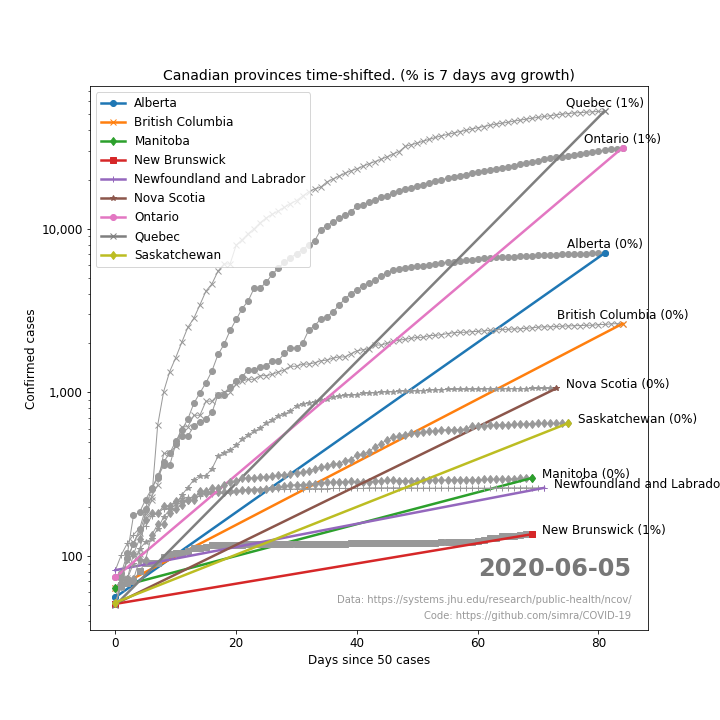 Canadian provinces time-shifted. (% is 7 days avg growth)
Alberta
British Columbia
Manitoba
New Brunswick
Newfoundland and Labrador
Nova Scotia
Ontario
Quebec
Saskatchewan
Quebec (1%)
Ontario (1%)
Alberta (0%)
British Columbia (0%)
Nova Scotia (0%)
Saskatchewan (0%)
Manitoba (0%)
Newfoundland and Labrado
New Brunswick (1%)
10,000
1,000
100
Confirmed cases
2020-06-05
Data: https://systems.jhu.edu/research/public-health/ncov/
Code: https://github.com/simra/COVID-19
0 20 40 60 80
Days since 50 cases